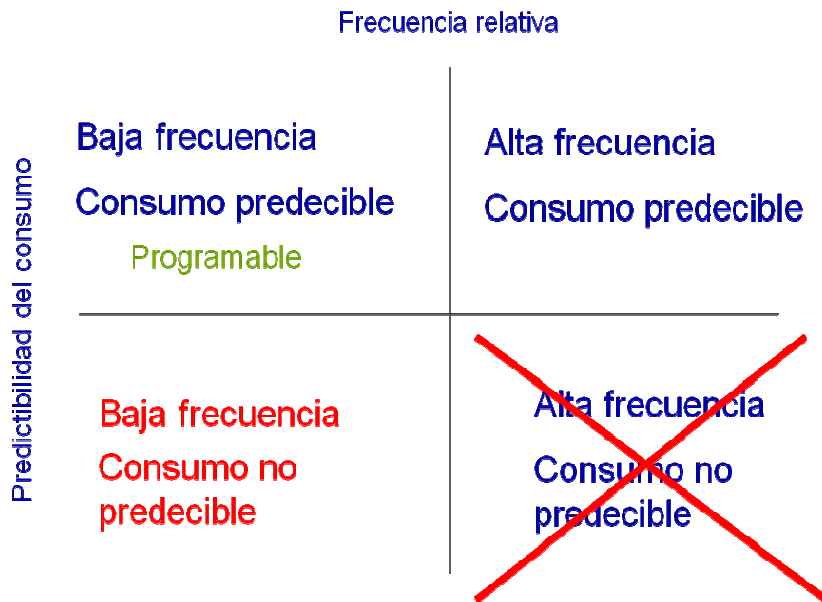 Frecuencia relativa
Predictibilidad del consumo
Baja frecuencia
Consumo predecible
Programable
Alta frecuencia
Consumo predecible
Baja frecuencia
Consumo no
predecible
Alta frecuencia
Consumo no
predecible